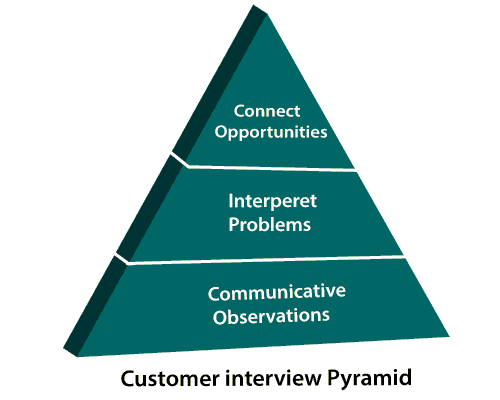 Connect
Opportunities
Interperet
Problems
Communicative
Observations
Customer interview Pyramid